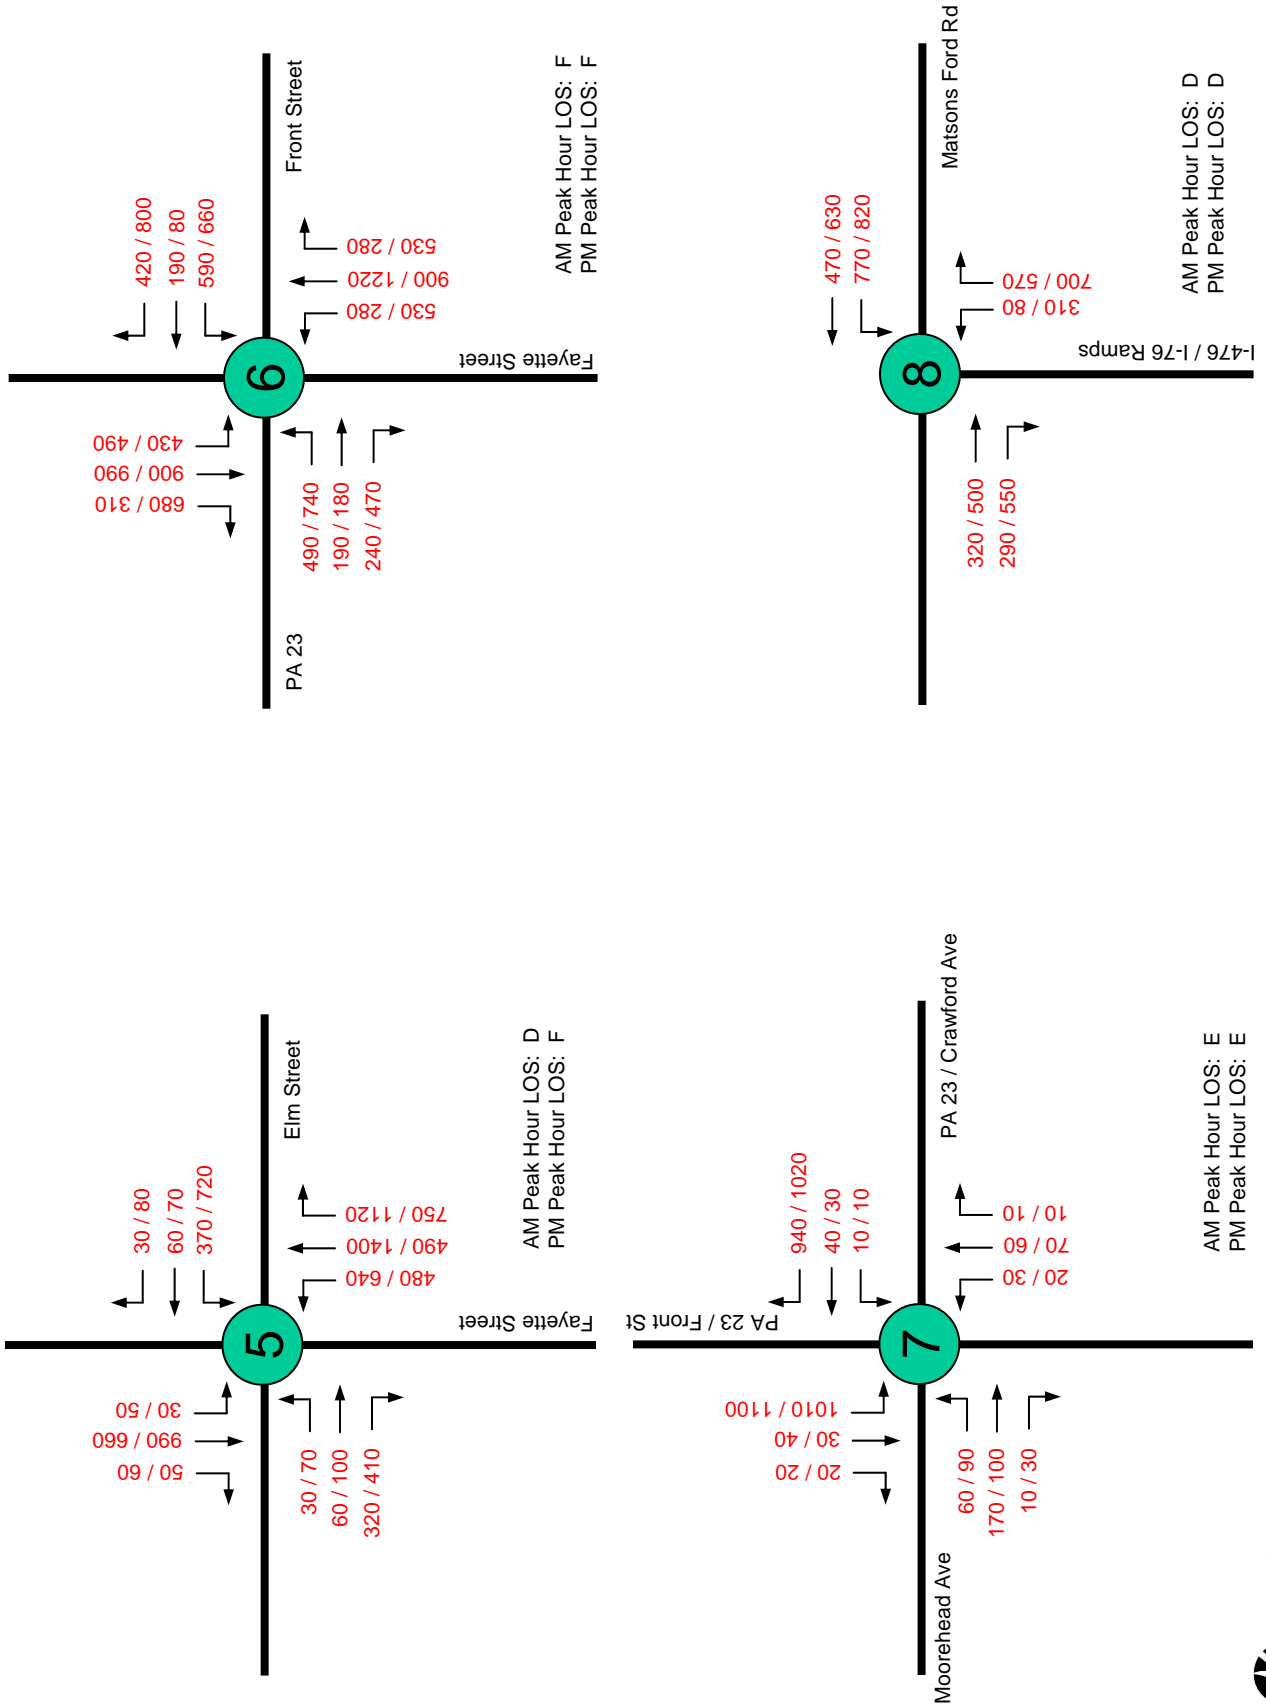 5
Elm Street
Fayette Street
30 / 80
60 / 70
370 / 720
750 / 1120
490 / 1400
480 / 640
30 / 50
990 / 660
50 / 60
30 / 70
60 / 100
320 / 410
AM Peak Hour LOS: D
PM Peak Hour LOS: F
6
Front Street
Fayette Street
PA 23
420 / 800
190 / 80
590 / 660
530 / 280
900 / 1220
530 / 280
430 / 490
900 / 990
680 / 310
490 / 740
190 / 180
240 / 470
AM Peak Hour LOS: F
PM Peak Hour LOS: F
7
PA 23 / Crawford Ave
PA 23 / Front St
Moorehead Ave
940 / 1020
40 / 30
10 / 10
10 / 10
70 / 60
20 / 30
1010 / 1100
30 / 40
20 / 20
60 / 90
170 / 100
10 / 30
AM Peak Hour LOS: E
PM Peak Hour LOS: E
8
Matsons Ford Rd
I-476 / I-76 Ramps
470 / 630
770 / 820
700 / 570
310 / 80
320 / 500
290 / 550
AM Peak Hour LOS: D
PM Peak Hour LOS: D